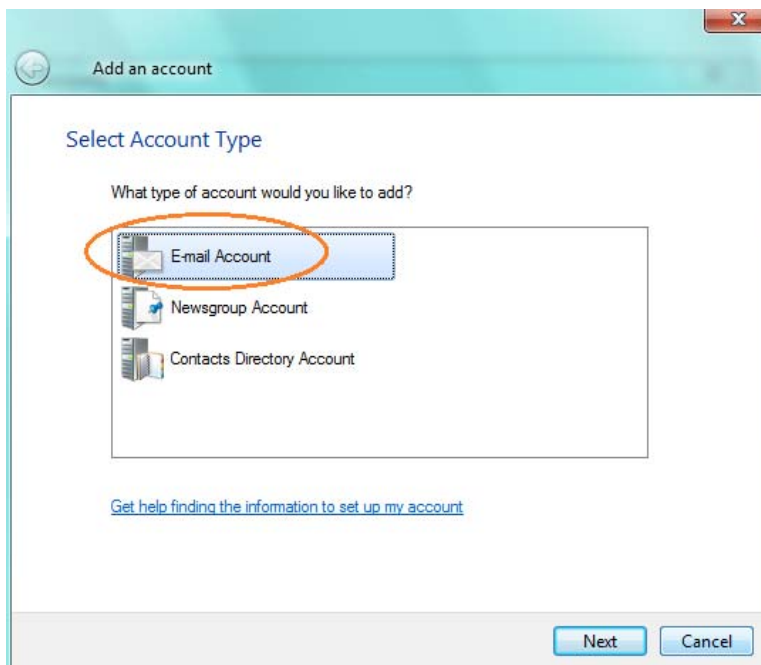 Add an account
Select Account Type
What type of account would you like to add?
E-mail Account
Newsgroup Account
Contacts Directory Account
Get help finding the information to set up my account
Next Cancel